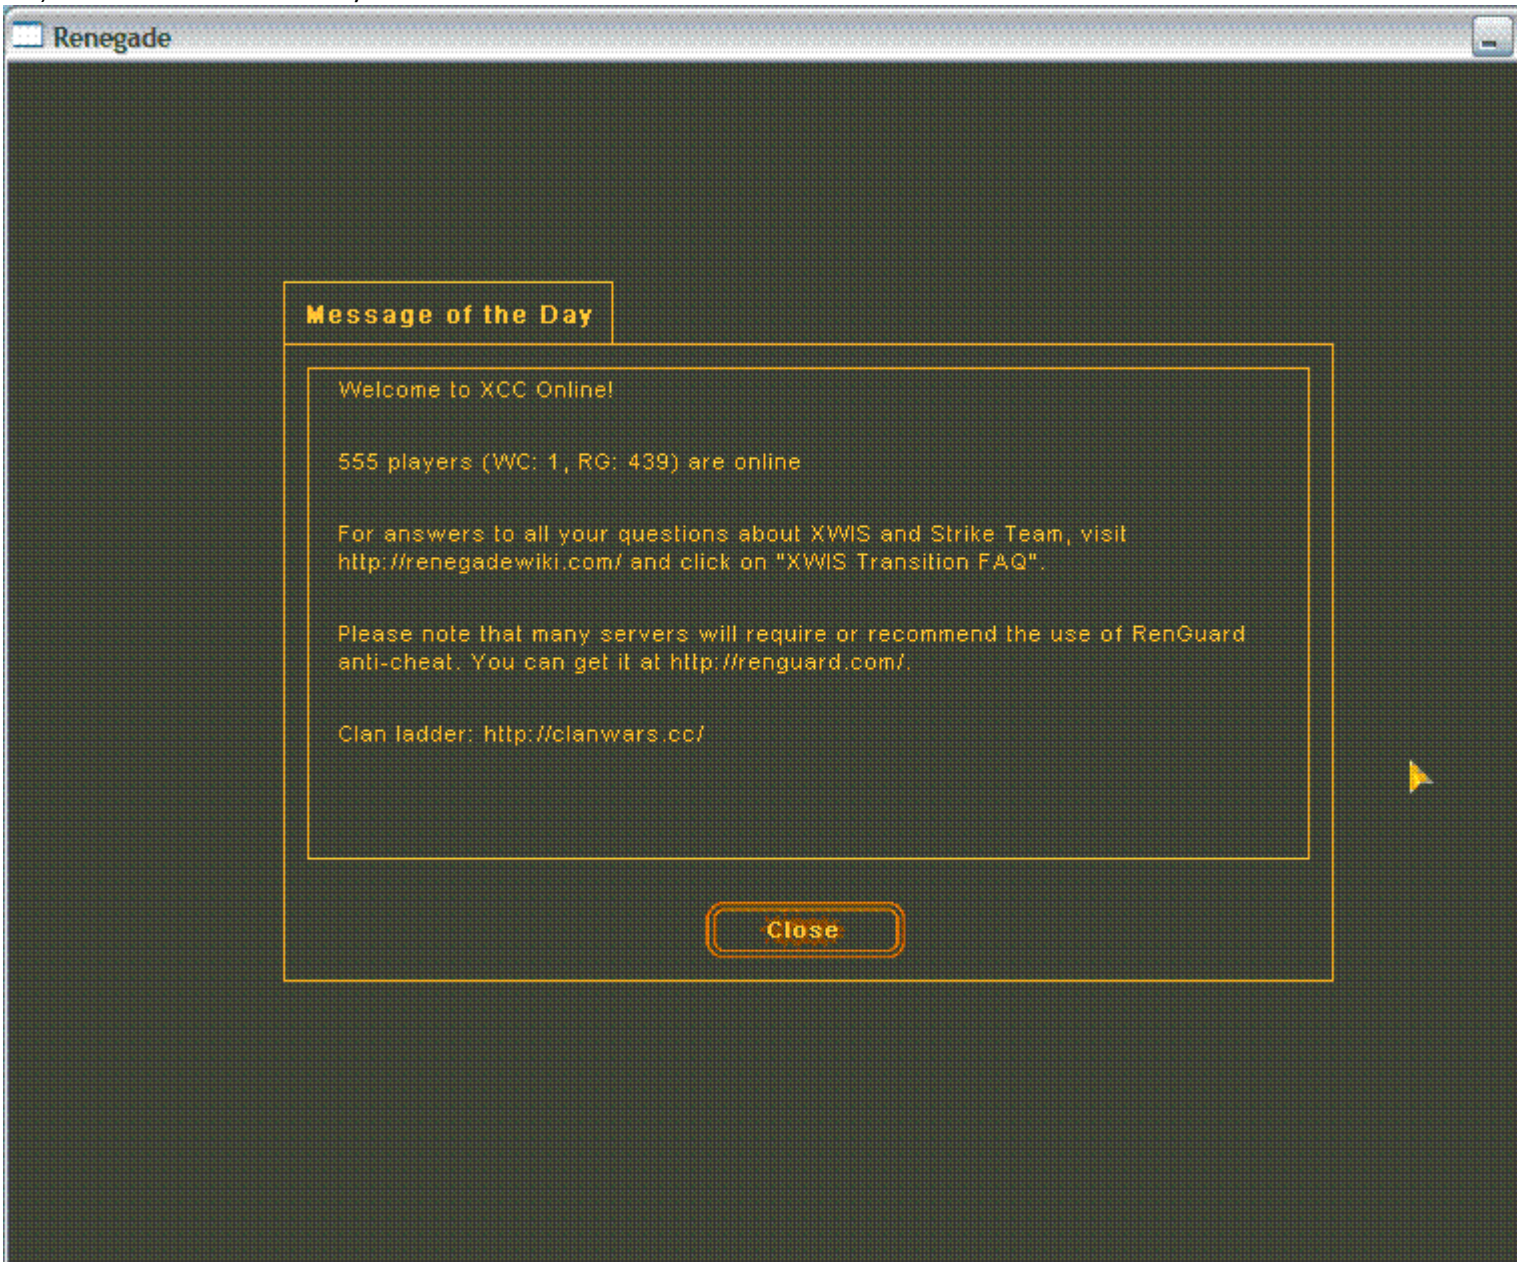 Renegade
Message of the Day
Welcome to XCC Online!
555 players (WC: 1, RG: 439) are online
For answers to all your questions about XWIS and Strike Team, visit
http://renegadewiki.com/ and click on "XWIS Transition FAQ".
Please note that many servers will require or recommend the use of RenGuard
anti-cheat. You can get it at http://renguard.com/.
Clan ladder: http://clanwars.cc/
Close